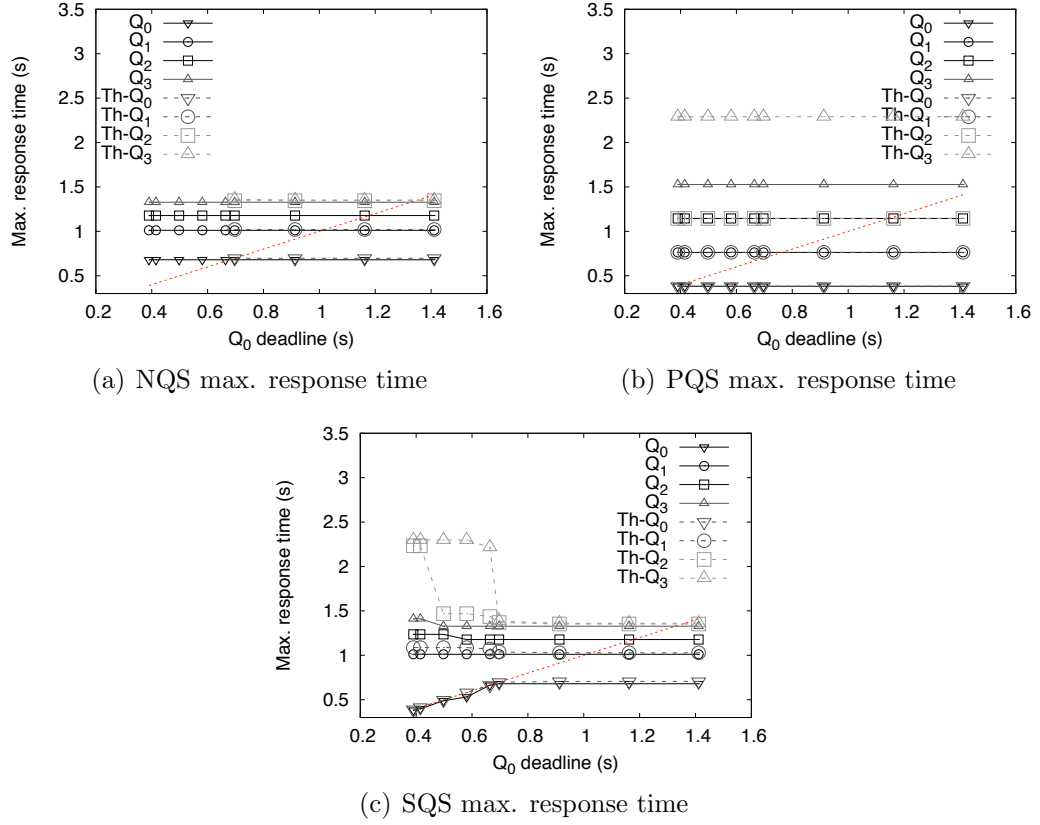 3.5
3
2.5
2
1.5
1
0.5
Max. response time (s)
Q0
Q1
Q2
Q3
Th-Q0
Th-Q1
Th-Q2
Th-Q3
0.2 0.4 0.6 0.8 1 1.2 1.4 1.6
Q0 deadline (s)
(a) NQS max. response time
3.5
3
2.5
2
1.5
1
0.5
Max. response time (s)
Q0
Q1
Q2
Q3
Th-Q0
Th-Q1
Th-Q2
Th-Q3
0.2 0.4 0.6 0.8 1 1.2 1.4 1.6
Q0 deadline (s)
(b) PQS max. response time
3.5
3
2.5
2
1.5
1
0.5
Max. response time (s)
Q0
Q1
Q2
Q3
Th-Q0
Th-Q1
Th-Q2
Th-Q3
0.2 0.4 0.6 0.8 1 1.2 1.4 1.6
Q0 deadline (s)
(c) SQS max. response time